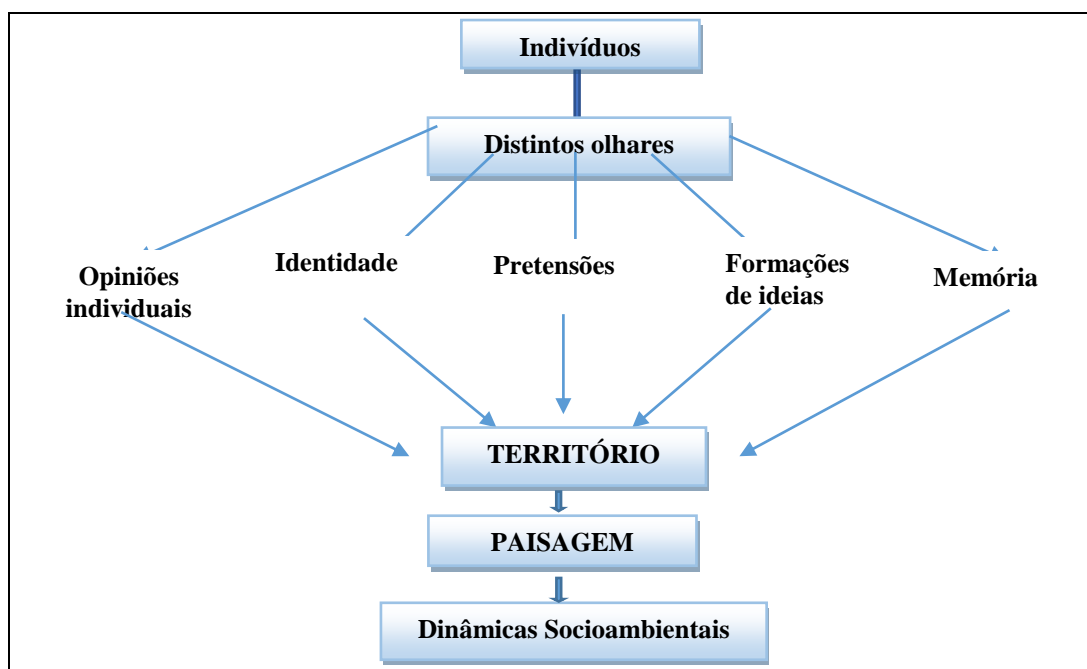 Indivíduos
Distintos olhares
Opiniões
individuais
Identidade
Pretensões
Formações
de ideias
Memória
TERRITÓRIO
PAISAGEM
Dinâmicas Socioambientais